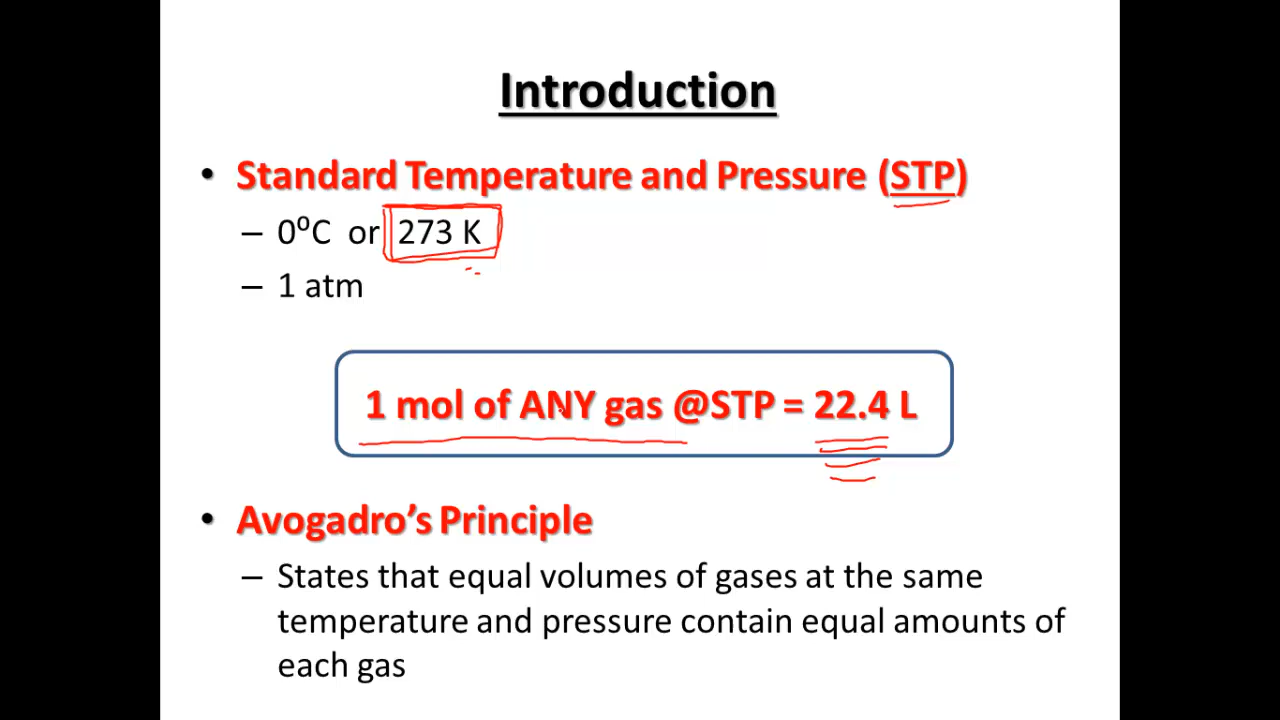 Introduction
• Standard Temperature and Pressure (STP)
– 0⁰C or 273 K
– 1 atm
1 mol of ANY gas @STP = 22.4 L
• Avogadro’s Principle
– States that equal volumes of gases at the same
temperature and pressure contain equal amounts of
each gas